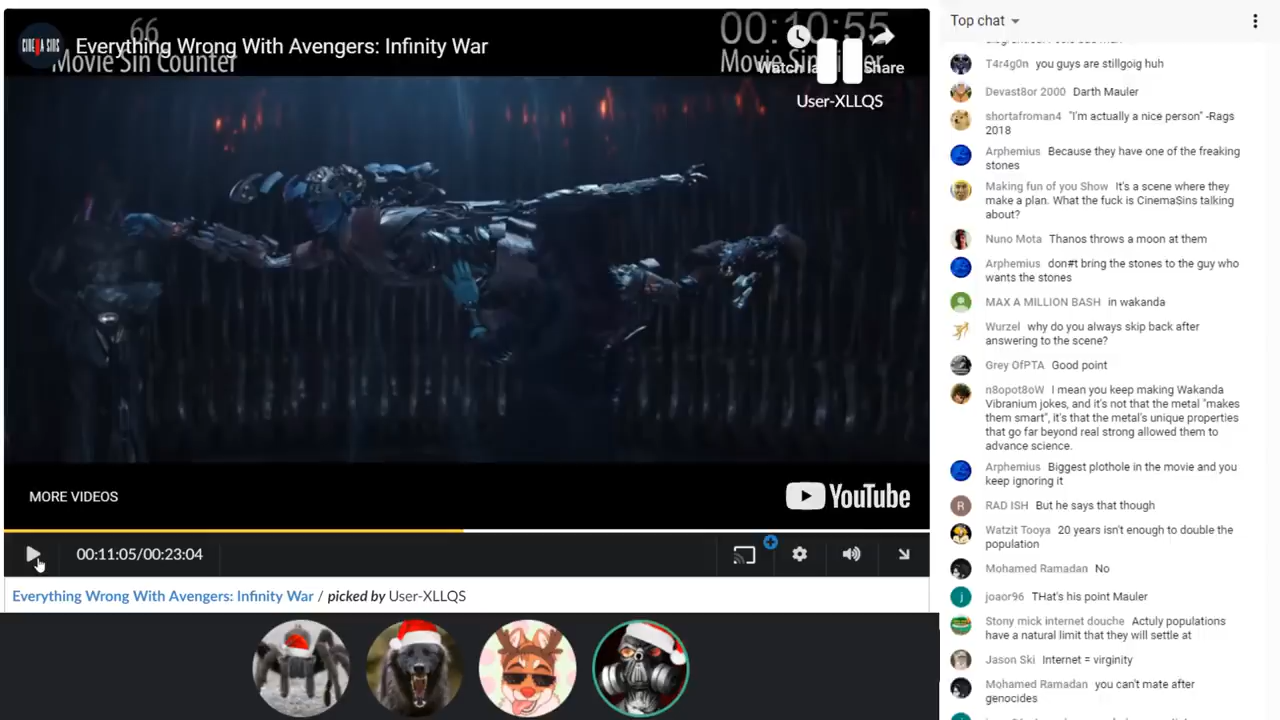 66
00:10:55
CINEMA SINS
Everything Wrong With Avengers: Infinity War
Movie Sin Counter
Share
User-XLLQS
MORE VIDEOS
YouTube
00:11:05/00:23:04
Everything Wrong With Avengers: Infinity War / picked by User-XLLQS
Top chat
T4r4g0n you guys are stillgoig huh
Devast8or 2000 Darth Mauler
shortafroman4 "I'm actually a nice person" -Rags
2018
Arphemius Because they have one of the freaking
stones
Making fun of you Show It's a scene where they
make a plan. What the fuck is CinemaSins talking
about?
Nuno Mota Thanos throws a moon at them
Arphemius don#t bring the stones to the guy who
wants the stones
MAX A MILLION BASH in wakanda
Wurzel why do you always skip back after
answering to the scene?
Grey OfPTA Good point
n8opot8oW I mean you keep making Wakanda
Vibranium jokes, and it's not that the metal "makes
them smart", it's that the metal's unique properties
that go far beyond real strong allowed them to
advance science.
Arphemius Biggest plothole in the movie and you
keep ignoring it
R
RAD ISH But he says that though
Watzit Tooya 20 years isn't enough to double the
population
Mohamed Ramadan No
j
joaor96 THat's his point Mauler
Stony mick internet douche Actuly populations
have a natural limit that they will settle at
Jason Ski Internet = virginity
Mohamed Ramadan you can't mate after
genocides